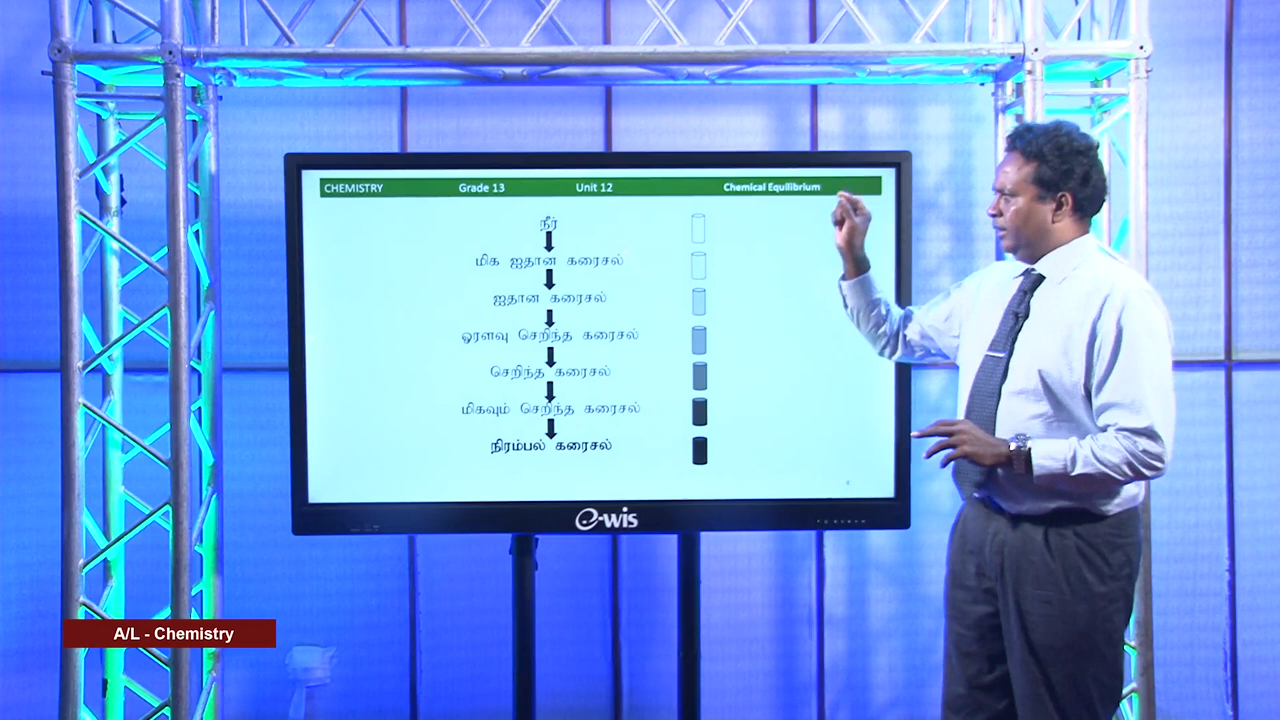 CHEMISTRY Grade 13 Unit 12 Chemical Equilibrium
நீர்
மிக ஐதான கரைசல்
ஐதான கரைசல்
ஓரளவு செறிந்த கரைசல்
செறிந்த கரைசல்
மிகவும் செறிந்த கரைசல்
நிரம்பல் கரைசல்
e-wis
A/L - Chemistry